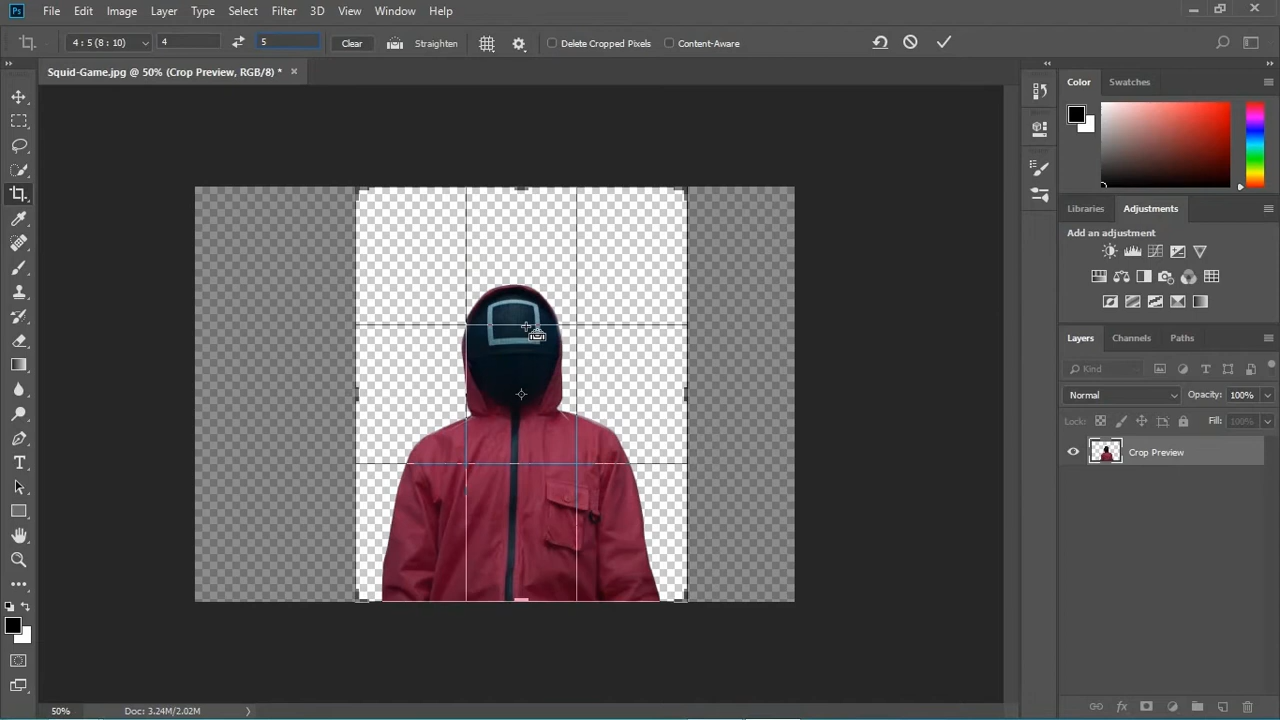 Ps File Edit Image Layer Type Select Filter 3D View Window Help
4 : 5 (8 : 10) 4 5 Clear Straighten Delete Cropped Pixels Content-Aware
Squid-Game.jpg @ 50% (Crop Preview, RGB/8) *
Color Swatches
Libraries Adjustments
Add an adjustment
Layers Channels Paths
Kind
Normal Opacity: 100%
Lock: Fill: 100%
Crop Preview
50% Doc: 3.24M/2.02M